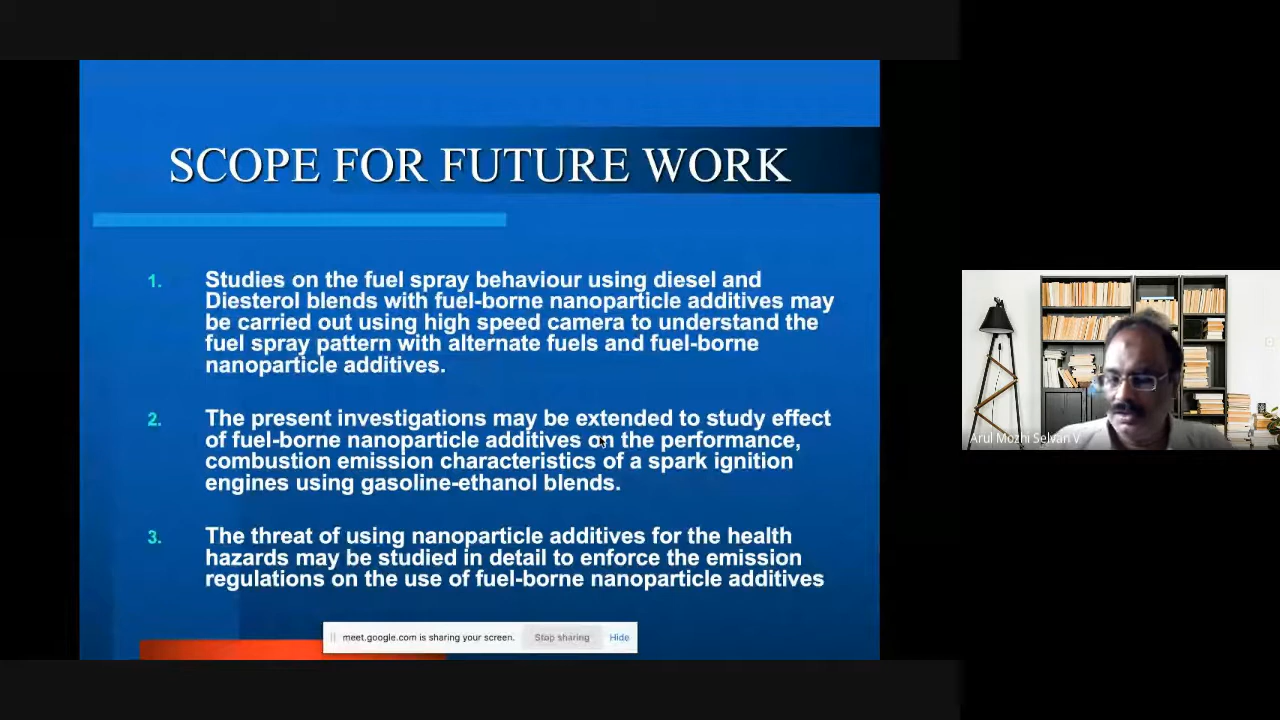 SCOPE FOR FUTURE WORK
1. Studies on the fuel spray behaviour using diesel and
Diesterol blends with fuel-borne nanoparticle additives may
be carried out using high speed camera to understand the
fuel spray pattern with alternate fuels and fuel-borne
nanoparticle additives.
2. The present investigations may be extended to study effect
of fuel-borne nanoparticle additives on the performance,
combustion emission characteristics of a spark ignition
engines using gasoline-ethanol blends.
3. The threat of using nanoparticle additives for the health
hazards may be studied in detail to enforce the emission
regulations on the use of fuel-borne nanoparticle additives
meet.google.com is sharing your screen. Stop sharing Hide
Arul Mozhi Selvan V